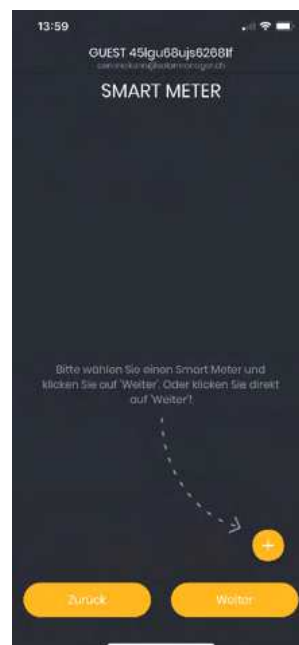 13:59
GUEST 45lgu68ujs6268lf
SMART METER
Bitte wählen Sie einen Smart Meter und
klicken Sie auf 'Weiter'. Oder klicken Sie direkt
auf 'Weiter'!
+
Zurück
Weiter